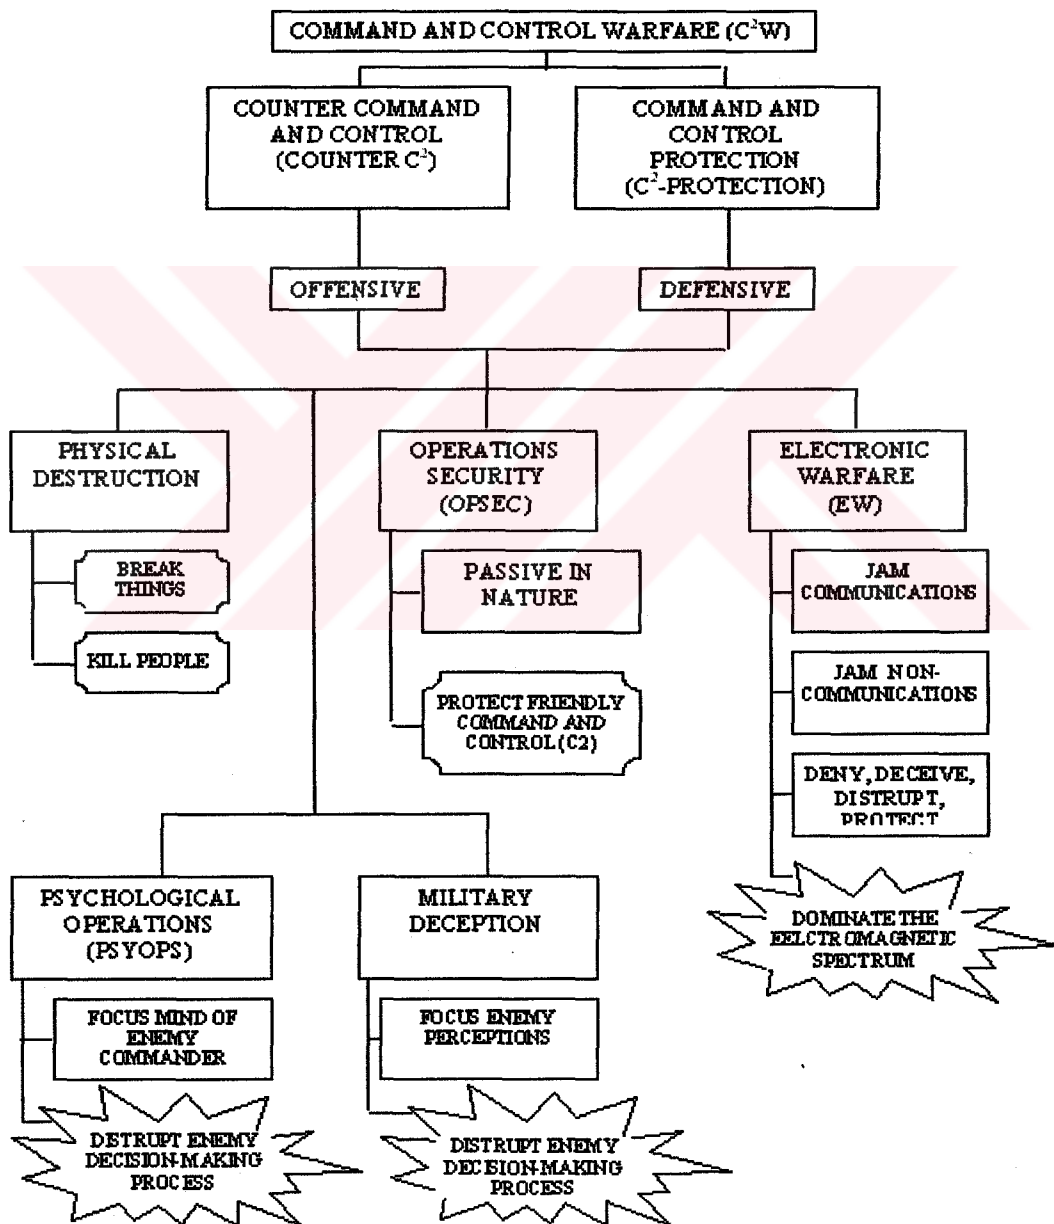 COMMAND AND CONTROL WARFARE (C²W)
COUNTER COMMAND
AND CONTROL
(COUNTER C²)
COMMAND AND
CONTROL
PROTECTION
(C²-PROTECTION)
OFFENSIVE
DEFENSIVE
PHYSICAL
DESTRUCTION
OPERATIONS
SECURITY
(OPSEC)
ELECTRONIC
WARFARE
(EW)
BREAK
THINGS
KILL PEOPLE
PASSIVE IN
NATURE
PROTECT FRIENDLY
COMMAND AND
CONTROL (C2)
JAM
COMMUNICATIONS
JAM NON-
COMMUNICATIONS
DENY, DECEIVE,
DISTRUPT,
PROTECT
DOMINATE THE
EELCTROMAGNETIC
SPECTRUM
PSYCHOLOGICAL
OPERATIONS
(PSYOPS)
MILITARY
DECEPTION
FOCUS MIND OF
ENEMY
COMMANDER
FOCUS ENEMY
PERCEPTIONS
DISTRUPT ENEMY
DECISION-MAKING
PROCESS
DISTRUPT ENEMY
DECISION-MAKING
PROCESS